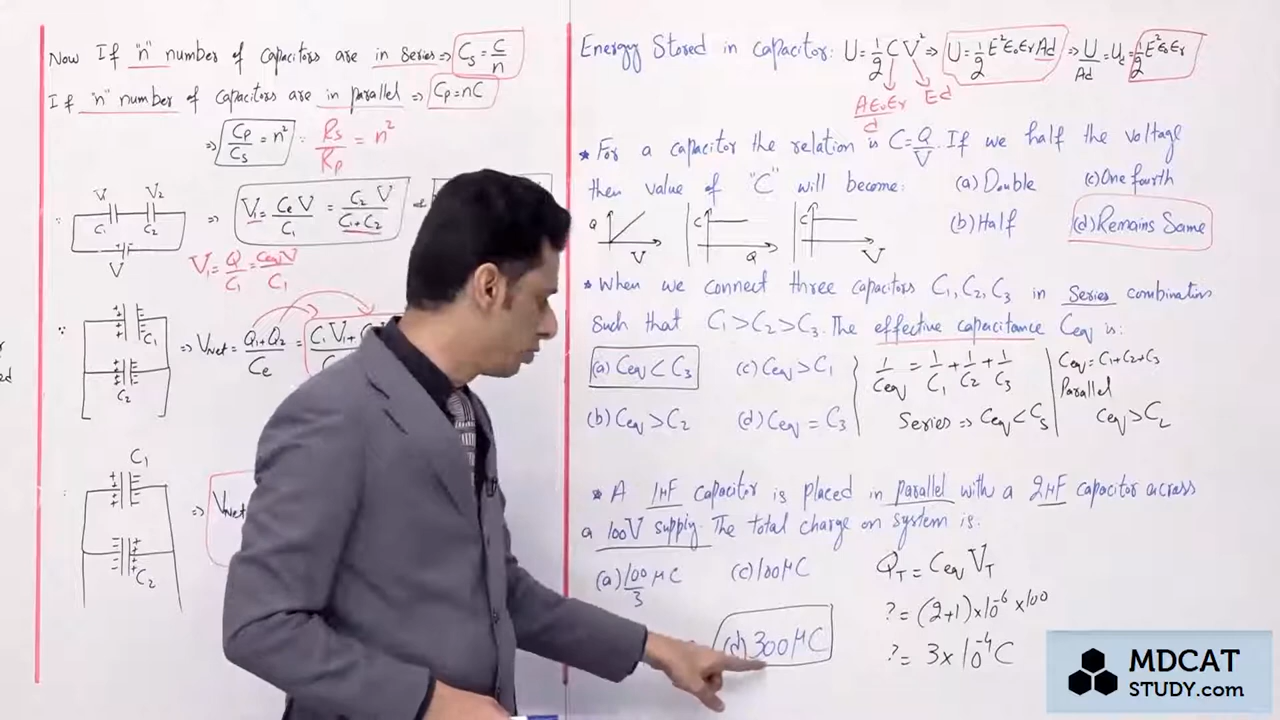 Now If "n" number of capacitors are in series ⇒ Cs = C/n
If "n" number of capacitors are in parallel ⇒ Cp = nC
⇒ Cp/Cs = n² ∵ Rs/Rp = n²
V1 V2
C1 C2
V
⇒ V1 = CeV/C1 = C2 V/(C1+C2)
V1 = Q/C1 = CeqV/C1
C1
C2
⇒ VNet = (Q1+Q2)/Ce = C1V1+
C1
C2
⇒ VNet
Energy Stored in capacitor: U = 1/2 CV² ⇒ U = 1/2 E²ε0εr Ad ⇒ U/Ad = Ud = 1/2 E²ε0εr
Aε0εr/d Ed
* For a capacitor the relation is C = Q/V. If we half the voltage
then value of "C" will become: (a) Double (c) One fourth
(b) Half (d) Remains Same
Q V C Q C V
* When we connect three capacitors C1, C2, C3 in Series combination
Such that C1 > C2 > C3. The effective capacitance Ceq is:
(a) Ceq < C3 (c) Ceq > C1
(b) Ceq > C2 (d) Ceq = C3
1/Ceq = 1/C1 + 1/C2 + 1/C3
Series ⇒ Ceq < C3
Ceq = C1+C2+C3
Parallel
Ceq > C2
* A 1μF capacitor is placed in parallel with a 2μF capacitor across
a 100V supply. The total charge on system is:
(a) 100/3 μC (c) 100μC
(d) 300μC
QT = Ceq VT
? = (2+1)×10⁻⁶×100
? = 3×10⁻⁴C
MDCAT
STUDY.com